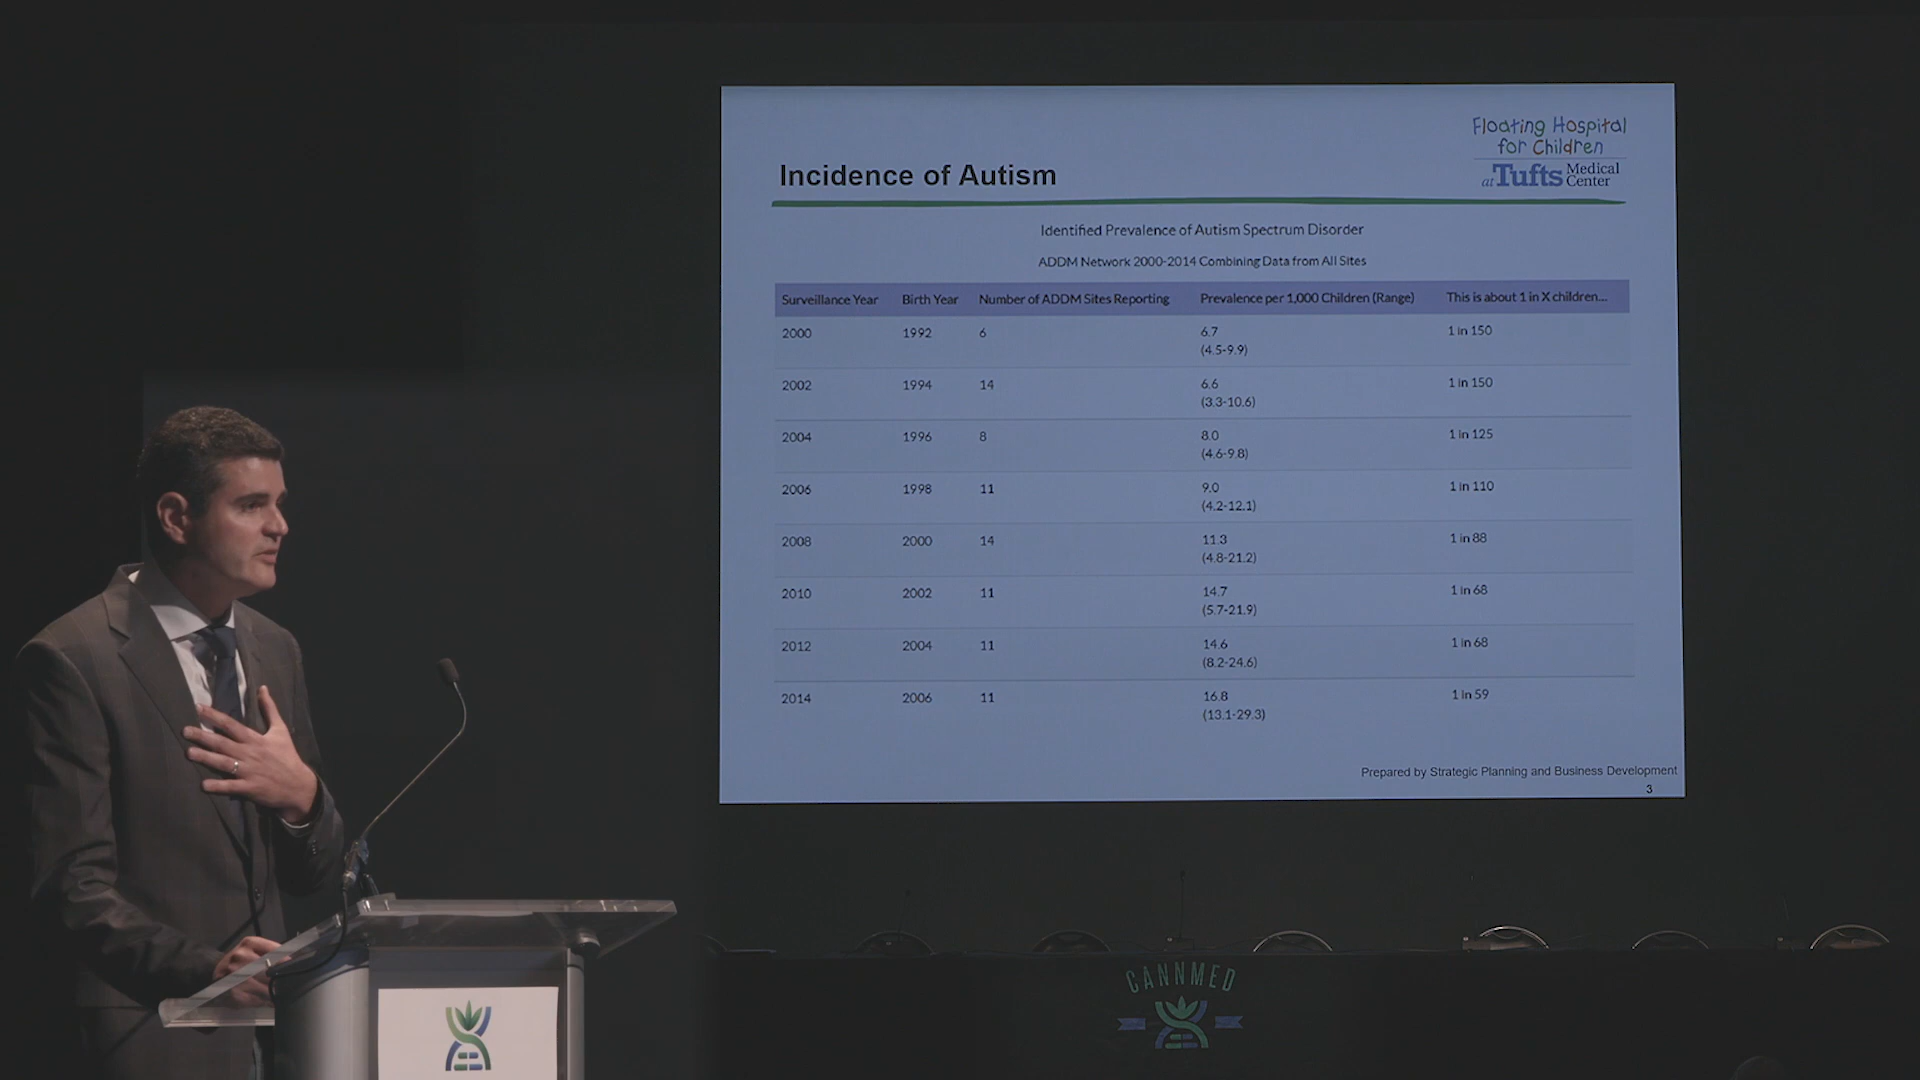 Floating Hospital
for Children
at Tufts Medical Center
Incidence of Autism
Identified Prevalence of Autism Spectrum Disorder
ADDM Network 2000-2014 Combining Data from All Sites
Surveillance Year Birth Year Number of ADDM Sites Reporting Prevalence per 1,000 Children (Range) This is about 1 in X children...
2000 1992 6 6.7 1 in 150
(4.5-9.9)
2002 1994 14 6.6 1 in 150
(3.3-10.6)
2004 1996 8 8.0 1 in 125
(4.6-9.8)
2006 1998 11 9.0 1 in 110
(4.2-12.1)
2008 2000 14 11.3 1 in 88
(4.8-21.2)
2010 2002 11 14.7 1 in 68
(5.7-21.9)
2012 2004 11 14.6 1 in 68
(8.2-24.6)
2014 2006 11 16.8 1 in 59
(13.1-29.3)
Prepared by Strategic Planning and Business Development
3
CANNMED